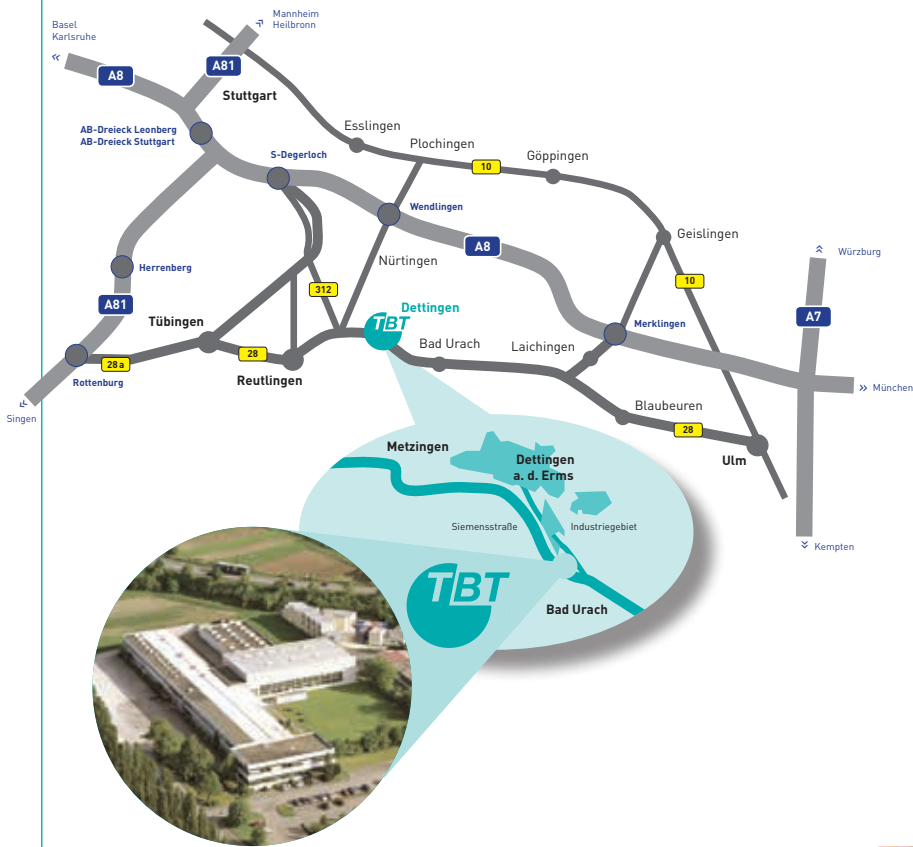 Mannheim
Heilbronn
Basel
Karlsruhe
A8
A81
Stuttgart
AB-Dreieck Leonberg
AB-Dreieck Stuttgart
Esslingen
Plochingen
S-Degerloch
10
Göppingen
Wendlingen
Geislingen
A8
Würzburg
Nürtingen
Herrenberg
10
312
A81
Dettingen
A7
Tübingen
TBT
Merklingen
Bad Urach
Laichingen
28
28a
Reutlingen
Rottenburg
München
Singen
Blaubeuren
28
Ulm
Metzingen
Dettingen
a. d. Erms
Siemensstraße
Industriegebiet
Kempten
TBT
Bad Urach